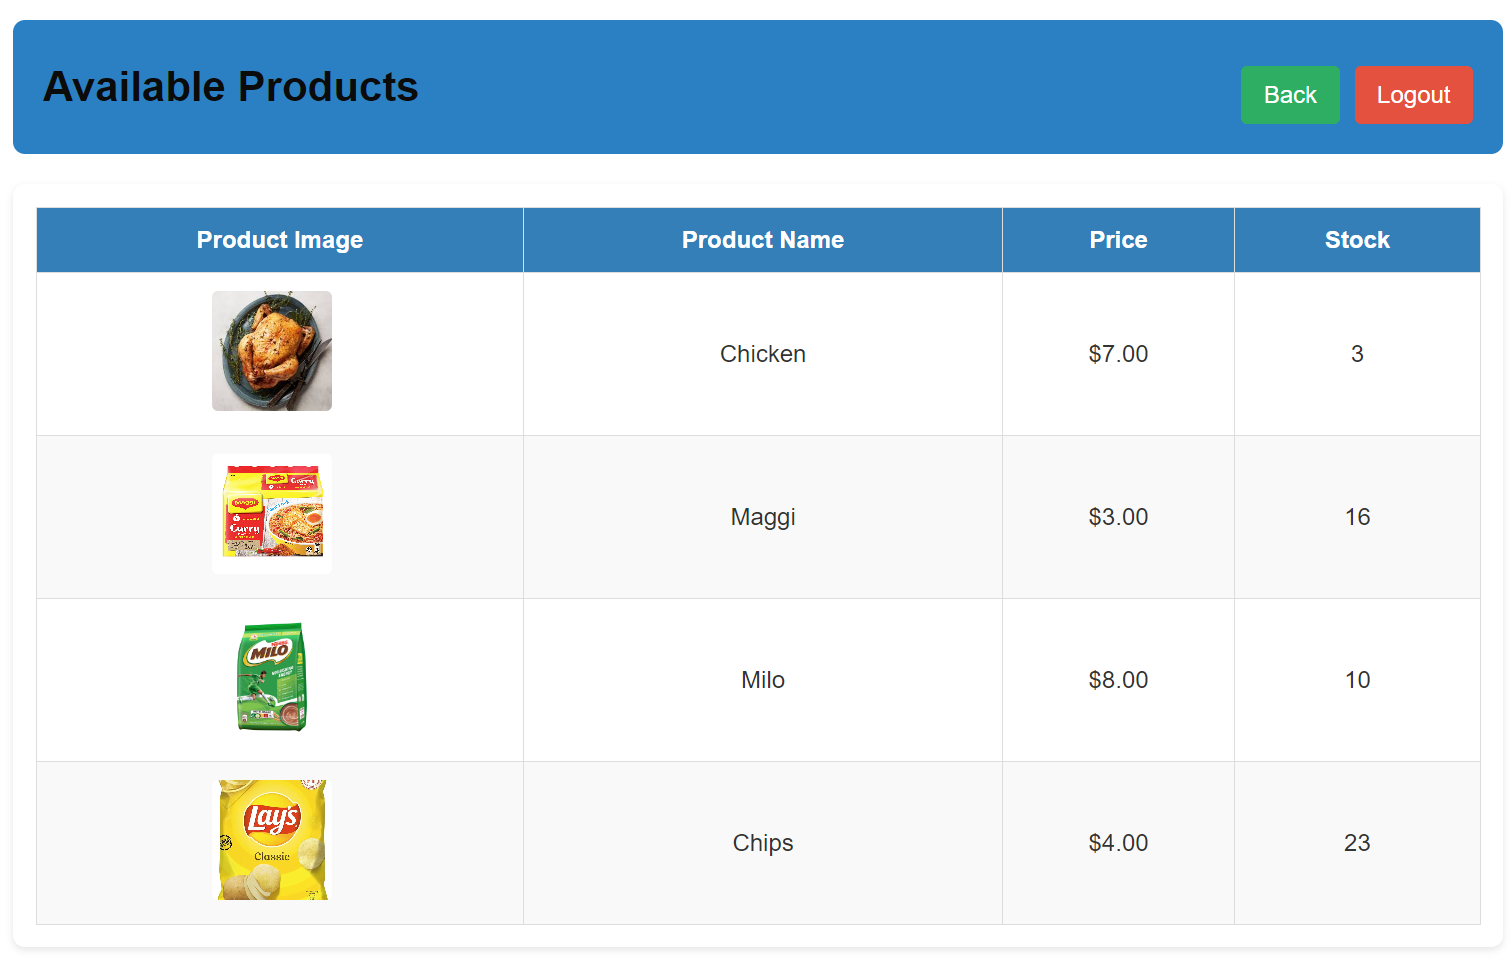 Available Products
Back
Logout
Product Image
Product Name
Price
Stock
Chicken
$7.00
3
MAGGI
Curry
Curry
Maggi
$3.00
16
MILO
Milo
$8.00
10
Lay's
Classic
Chips
$4.00
23